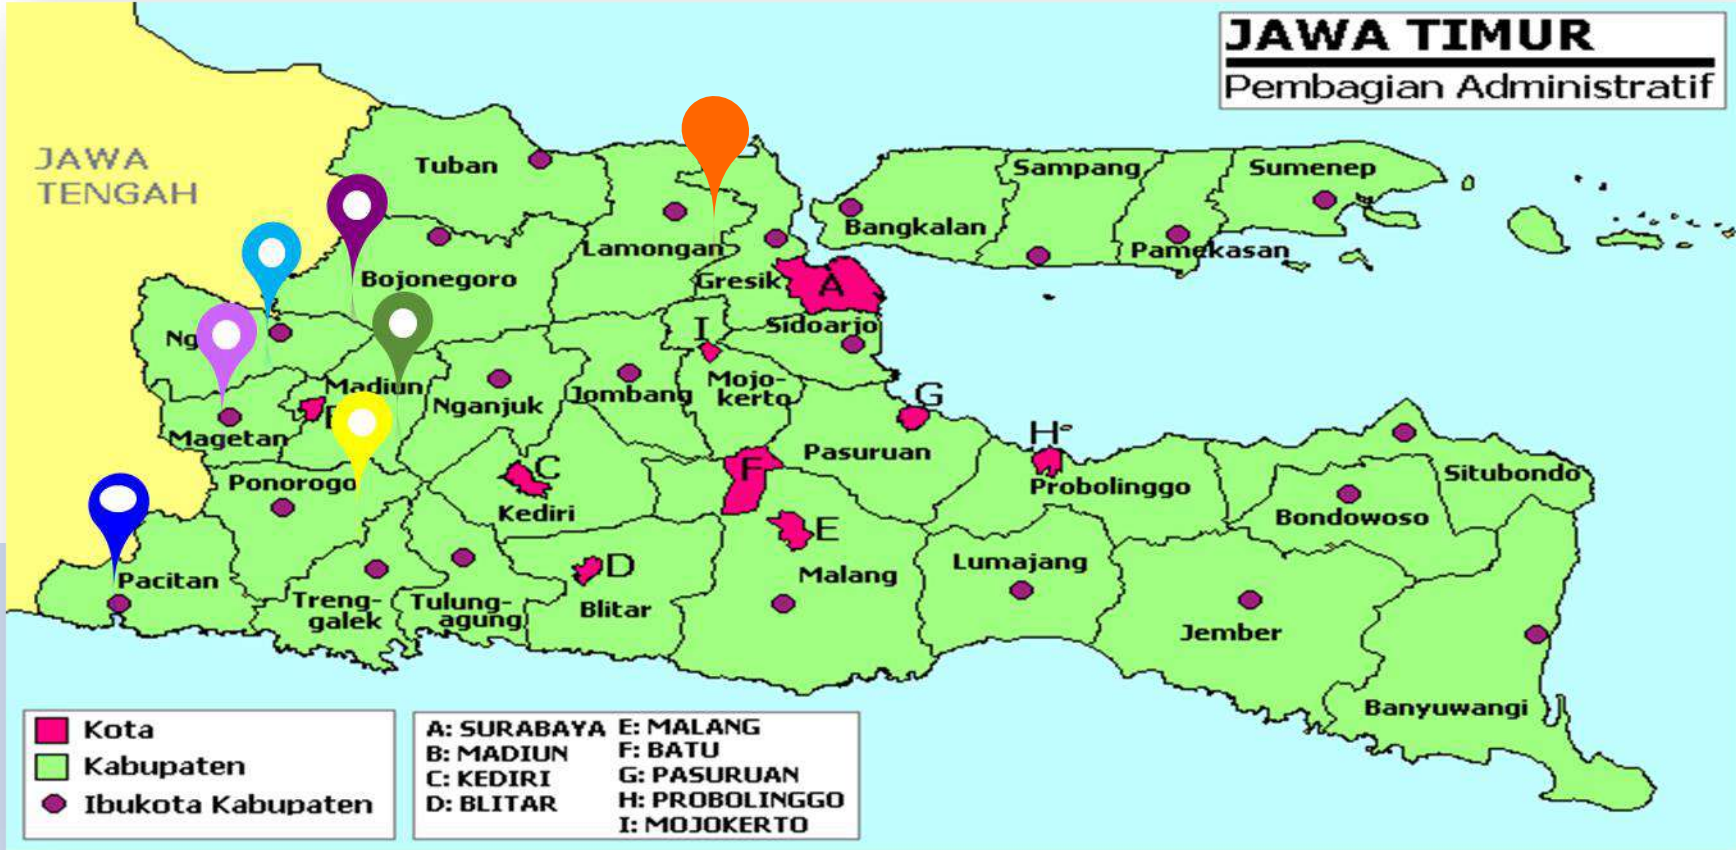 JAWA TIMUR
Pembagian Administratif
JAWA
TENGAH
Tuban
Sampang
Sumenep
Bangkalan
Pamekasan
Lamongan
Bojonegoro
Gresik
A
Sidoarjo
I
Ng
Madiun
Nganjuk
Jombang
Mojo-
kerto
G
Magetan
H
Pasuruan
Ponorogo
C
F
Probolinggo
Situbondo
Kediri
Bondowoso
E
Pacitan
D
Malang
Lumajang
Treng-
galek
Tulung-
agung
Blitar
Jember
Banyuwangi
Kota
Kabupaten
Ibukota Kabupaten
A: SURABAYA
B: MADIUN
C: KEDIRI
D: BLITAR
E: MALANG
F: BATU
G: PASURUAN
H: PROBOLINGGO
I: MOJOKERTO